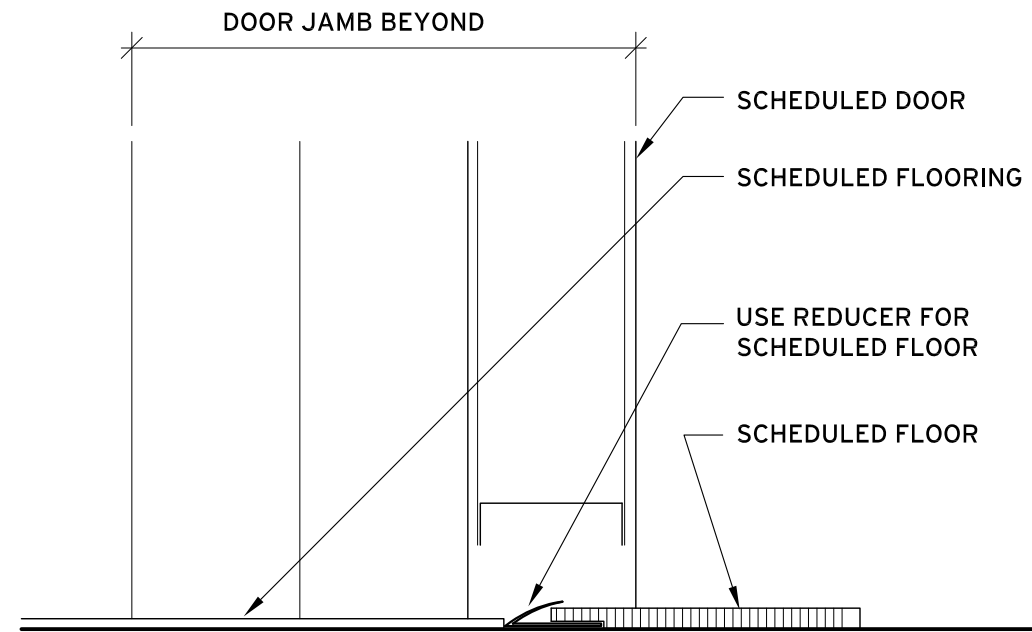 DOOR JAMB BEYOND
SCHEDULED DOOR
SCHEDULED FLOORING
USE REDUCER FOR
SCHEDULED FLOOR
SCHEDULED FLOOR